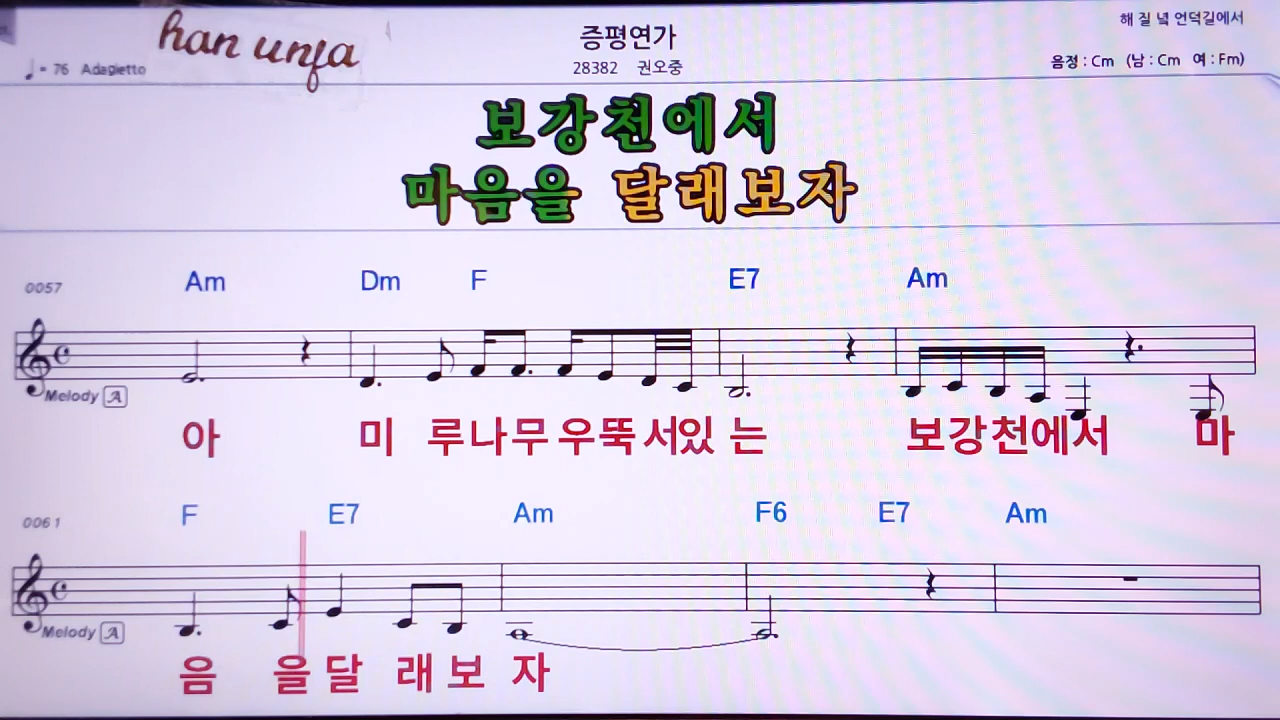 han unfa
증평연가
해 질 녘 언덕길에서
♩= 76 Adagietto
28382 권오중
음정 : Cm (남 : Cm 여 : Fm)
보강천에서
마음을 달래보자
0057 Am Dm F E7 Am
Melody A
아 미 루나무우뚝서있 는 보강천에서 마
0061 F E7 Am F6 E7 Am
Melody A
음 을달 래보 자